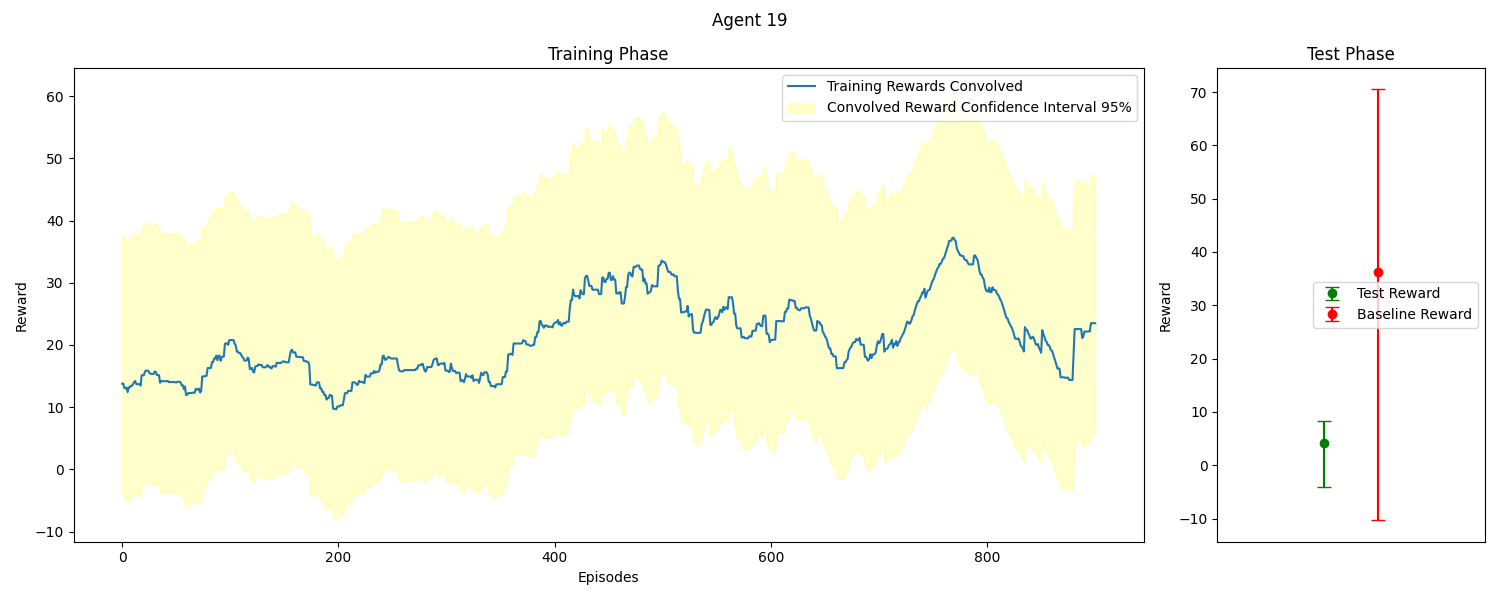 Agent 19
Training Phase
Training Rewards Convolved
Convolved Reward Confidence Interval 95%
Reward
60
50
40
30
20
10
0
−10
0
200
400
600
800
Episodes
Test Phase
Reward
70
60
50
40
30
20
10
0
−10
Test Reward
Baseline Reward